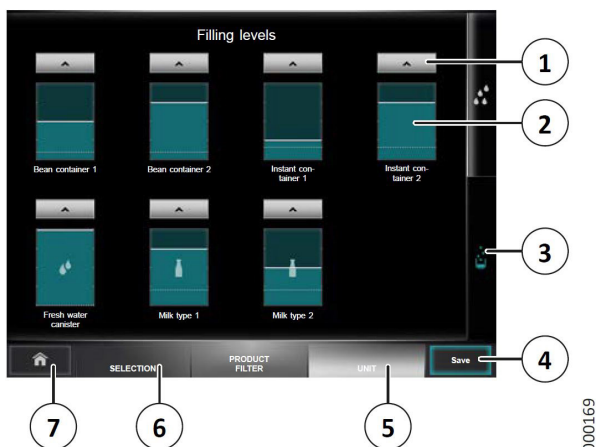 Filling levels
1
Bean container 1
Bean container 2
Instant con-
tainer 1
Instant con-
tainer 2
2
3
Fresh water
canister
Milk type 1
Milk type 2
SELECTION
PRODUCT
FILTER
UNIT
Save
4
7
6
5
000169